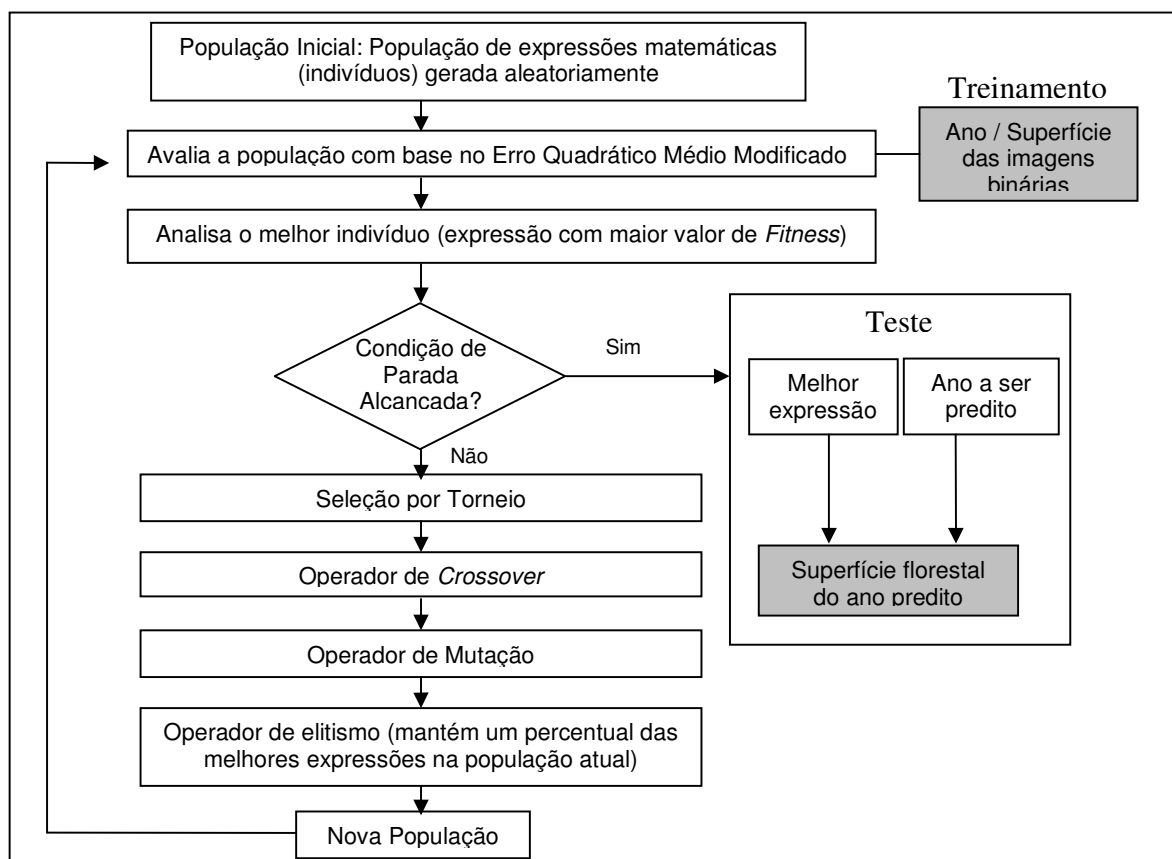 População Inicial: População de expressões matemáticas
(indivíduos) gerada aleatoriamente
Treinamento
Ano / Superfície
das imagens
binárias
Avalia a população com base no Erro Quadrático Médio Modificado
Analisa o melhor indivíduo (expressão com maior valor de Fitness)
Condição de
Parada
Alcancada?
Sim
Não
Teste
Melhor
expressão
Ano a ser
predito
Superfície florestal
do ano predito
Seleção por Torneio
Operador de Crossover
Operador de Mutação
Operador de elitismo (mantém um percentual das
melhores expressões na população atual)
Nova População